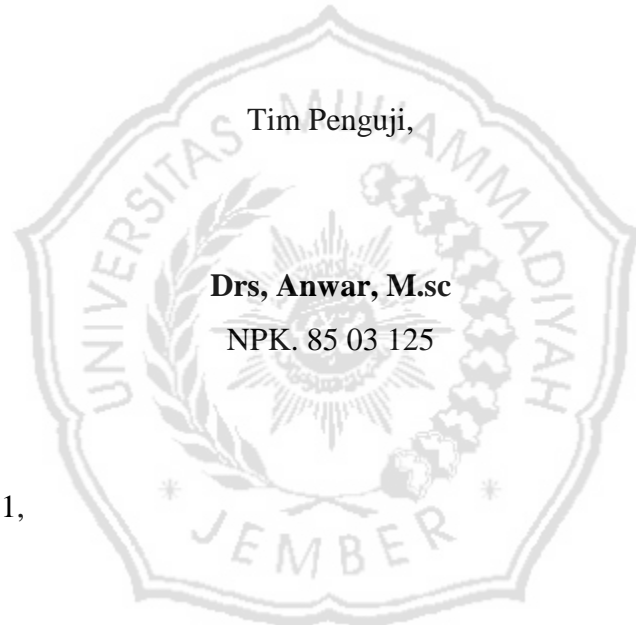 Tim Penguji,
UNIVERSITAS MUHAMMADIYAH
Drs, Anwar, M.sc
NPK. 85 03 125
1,
* JEMBER *